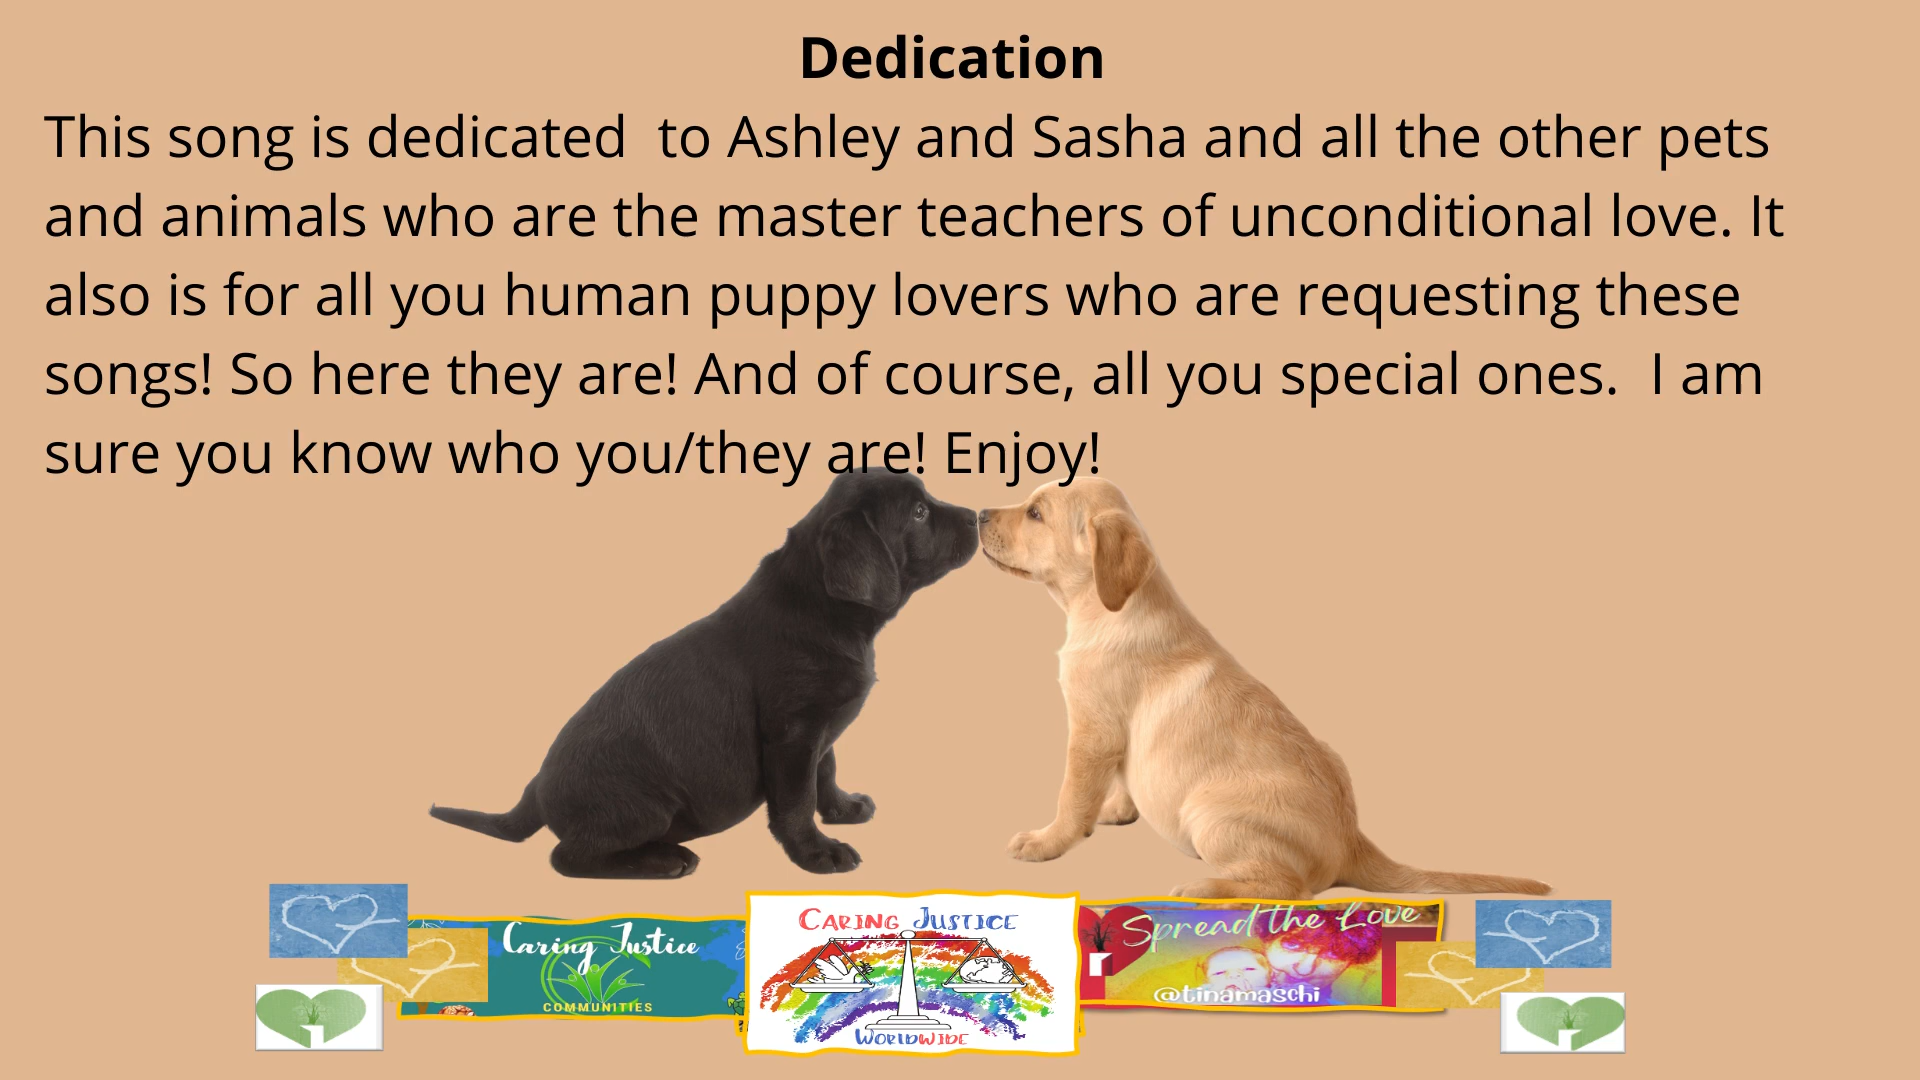 Dedication
This song is dedicated  to Ashley and Sasha and all the other pets
and animals who are the master teachers of unconditional love. It
also is for all you human puppy lovers who are requesting these
songs! So here they are! And of course, all you special ones.  I am
sure you know who you/they are! Enjoy!
Caring Justice
COMMUNITIES
CARING JUSTICE
WORLDWIDE
Spread the Love
@tinamaschi